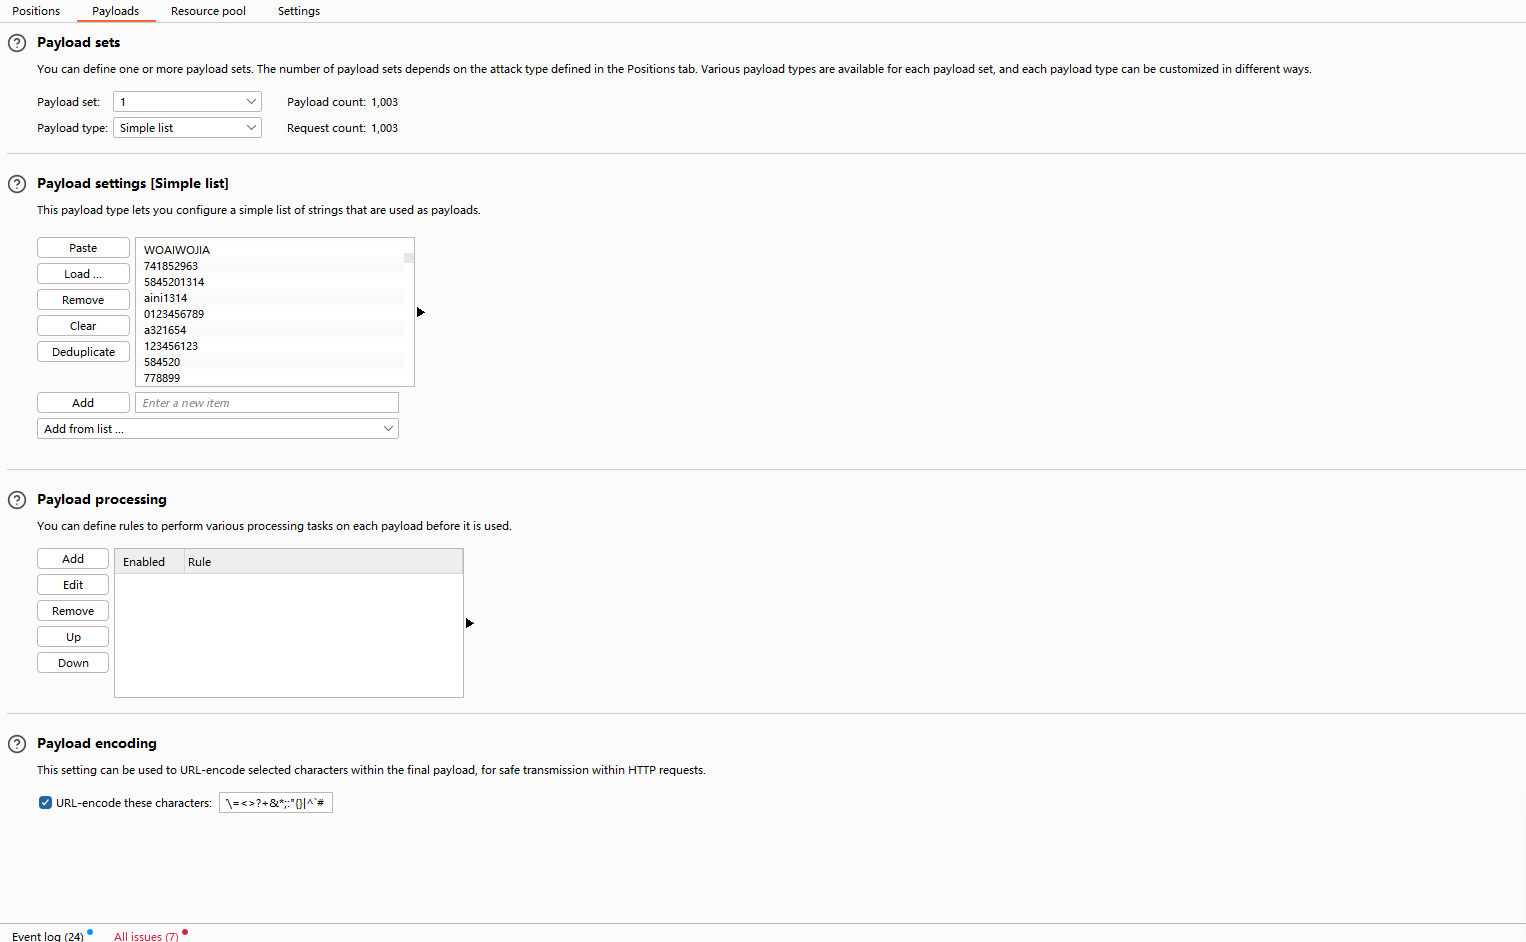 Positions Payloads Resource pool Settings
? Payload sets
You can define one or more payload sets. The number of payload sets depends on the attack type defined in the Positions tab. Various payload types are available for each payload set, and each payload type can be customized in different ways.
Payload set: 1 Payload count: 1,003
Payload type: Simple list Request count: 1,003
? Payload settings [Simple list]
This payload type lets you configure a simple list of strings that are used as payloads.
Paste
Load ...
Remove
Clear
Deduplicate
WOAIWOJIA
741852963
5845201314
aini1314
0123456789
a321654
123456123
584520
778899
Add Enter a new item
Add from list ...
? Payload processing
You can define rules to perform various processing tasks on each payload before it is used.
Add
Edit
Remove
Up
Down
Enabled Rule
? Payload encoding
This setting can be used to URL-encode selected characters within the final payload, for safe transmission within HTTP requests.
URL-encode these characters: \=<>?+&*;:"{}|^`#
Event log (24) All issues (7)